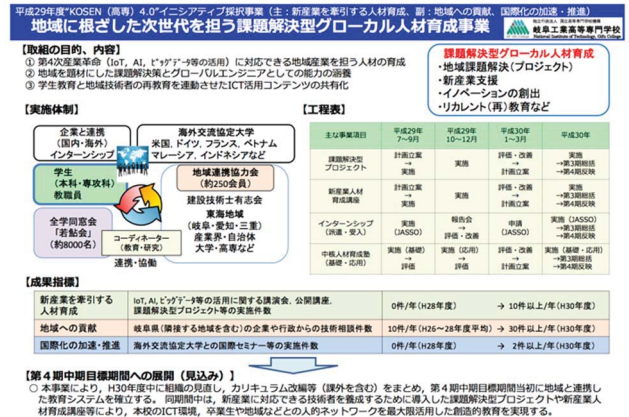 平成29年度"KOSEN（高専）4.0"イニシアティブ採択事業（主：新産業を牽引する人材育成、副：地域への貢献、国際化の加速・推進）
地域に根ざした次世代を担う課題解決型グローカル人材育成事業
独立行政法人 国立高等専門学校機構
岐阜工業高等専門学校
National Institute of Technology, Gifu College
【取組の目的、内容】
① 第4次産業革命（IoT, AI, ﾋﾞｯｸﾞﾃﾞｰﾀ等の活用）に対応できる地域産業を担う人材の育成
② 地域を題材にした課題解決策とグローバルエンジニアとしての能力の涵養
③ 学生教育と地域技術者の再教育を連動させたICT活用コンテンツの共有化
課題解決型グローカル人材育成
・地域課題解決（プロジェクト）
・新産業支援
・イノベーションの創出
・リカレント（再）教育など
【実施体制】
企業と連携
（国内・海外）
インターンシップ
海外交流協定大学
米国、ドイツ、フランス、ベトナム
マレーシア、インドネシアなど
学生
（本科・専攻科）
教職員
地域連携協力会
（約250会員）
建設技術士有志会
東海地域
（岐阜・愛知・三重）
産業界・自治体
大学・高専など
全学同窓会
「若鮎会」
（約8000名）
コーディネーター
（教育・研究）
連携・協働
【工程表】
主な事業項目 平成29年 7～9月 平成29年 10～12月 平成30年 1～3月 平成30年
課題解決型プロジェクト 計画立案→実施 実施 評価・改善→計画立案 実施→第3期総括→第4期反映
新産業人材育成講座 計画立案→実施 実施 評価・改善→計画立案 実施→第3期総括→第4期反映
インターンシップ（派遣・受入） 実施（JASSO） 報告会→評価 申請（JASSO） 実施（JASSO）→第3期総括→第4期反映
中核人材育成塾（基礎・応用） 実施（基礎）→評価 実施（応用）→評価 評価・改善→計画立案 実施（基礎・応用）→第3期総括→第4期反映
【成果指標】
新産業を牽引する人材育成 IoT, AI, ﾋﾞｯｸﾞﾃﾞｰﾀ等の活用に関する講演会、公開講座、課題解決型プロジェクト等の実施件数 0件/年（H28年度） → 10件以上/年（H30年度）
地域への貢献 岐阜県（隣接する地域を含む）の企業や行政からの技術相談件数 10件/年（H26～28年度平均） → 30件以上/年（H30年度）
国際化の加速・推進 海外交流協定大学との国際セミナー等の実施件数 0件/年（H28年度） → 2件以上/年（H30年度）
【第４期中期目標期間への展開（見込み）】
○ 本事業により、H30年度中に組織の見直し、カリキュラム改編等（課外を含む）をまとめ、第４期中期目標期間当初に地域と連携し
た教育システムを確立する。 同期間中は、新産業に対応できる技術者を養成するために導入した課題解決型プロジェクトや新産業人
材育成講座等により、本校のICT環境、卒業生や地域などとの人的ネットワークを最大限活用した創造的教育を実現する。